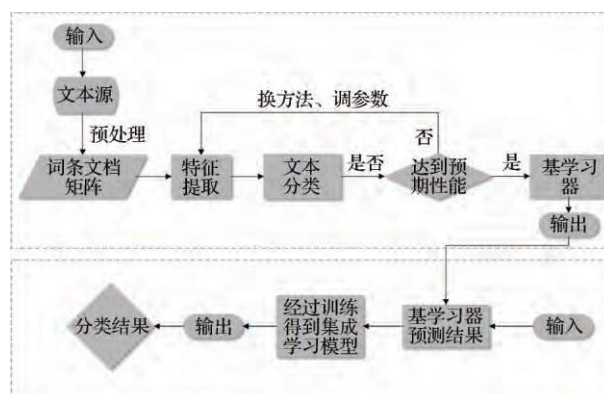 输入
文本源
预处理
词条文档
矩阵
特征
提取
文本
分类
是否
达到预
期性能
换方法、调参数
否
是
基学习
器
输出
输入
基学习器
预测结果
经过训练
得到集成
学习模型
输出
分类结果